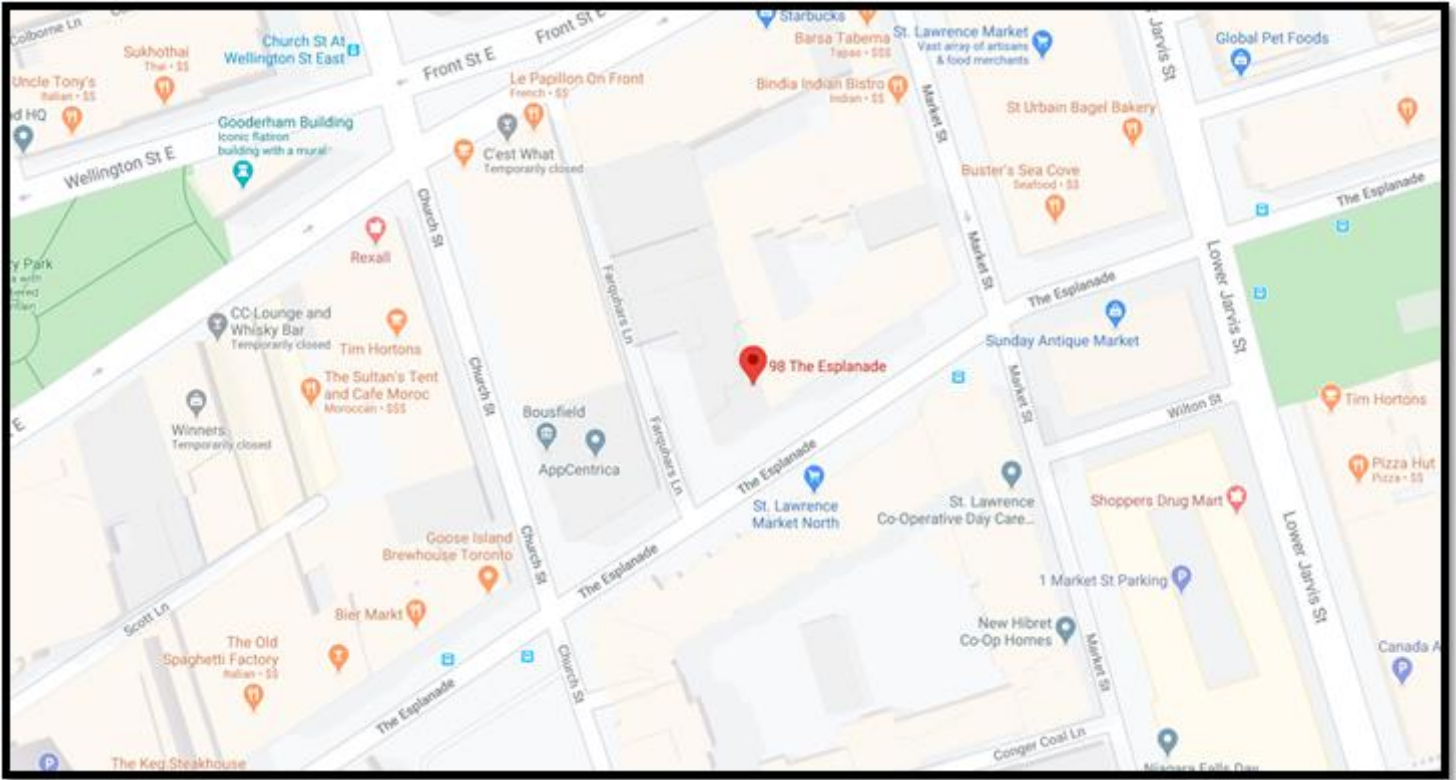 Colborne Ln
Sukhothai
Thai • $$
Church St At
Wellington St East
Front St E
Front St E
Starbucks
Barsa Taberna
Tapas • $$$
St. Lawrence Market
Vast array of artisans
& food merchants
Jarvis St
Global Pet Foods
Uncle Tony's
Italian • $$
d HQ
Le Papillon On Front
French • $$
Bindia Indian Bistro
Indian • $$
Market St
St Urbain Bagel Bakery
Gooderham Building
Iconic flatiron
building with a mural
C'est What
Temporarily closed
Wellington St E
Buster's Sea Cove
Seafood • $$
The Esplanade
Church St
Rexall
y Park
Market St
Lower Jarvis St
Farquhars Ln
The Esplanade
CC Lounge and
Whisky Bar
Temporarily closed
Tim Hortons
Sunday Antique Market
98 The Esplanade
The Sultan's Tent
and Cafe Moroc
Moroccan • $$$
Church St
Market St
Wilton St
Tim Hortons
E
Winners
Temporarily closed
Bousfield
AppCentrica
Farquhars Ln
The Esplanade
Pizza Hut
Pizza • $$
St. Lawrence
Market North
St. Lawrence
Co-Operative Day Care...
Shoppers Drug Mart
Goose Island
Brewhouse Toronto
Church St
The Esplanade
Lower Jarvis St
1 Market St Parking
Scott Ln
Bier Markt
New Hibret
Co-Op Homes
The Old
Spaghetti Factory
Italian • $$
Church St
Market St
Canada A
The Esplanade
Conger Coal Ln
The Keg Steakhouse
Niagara Falls Day